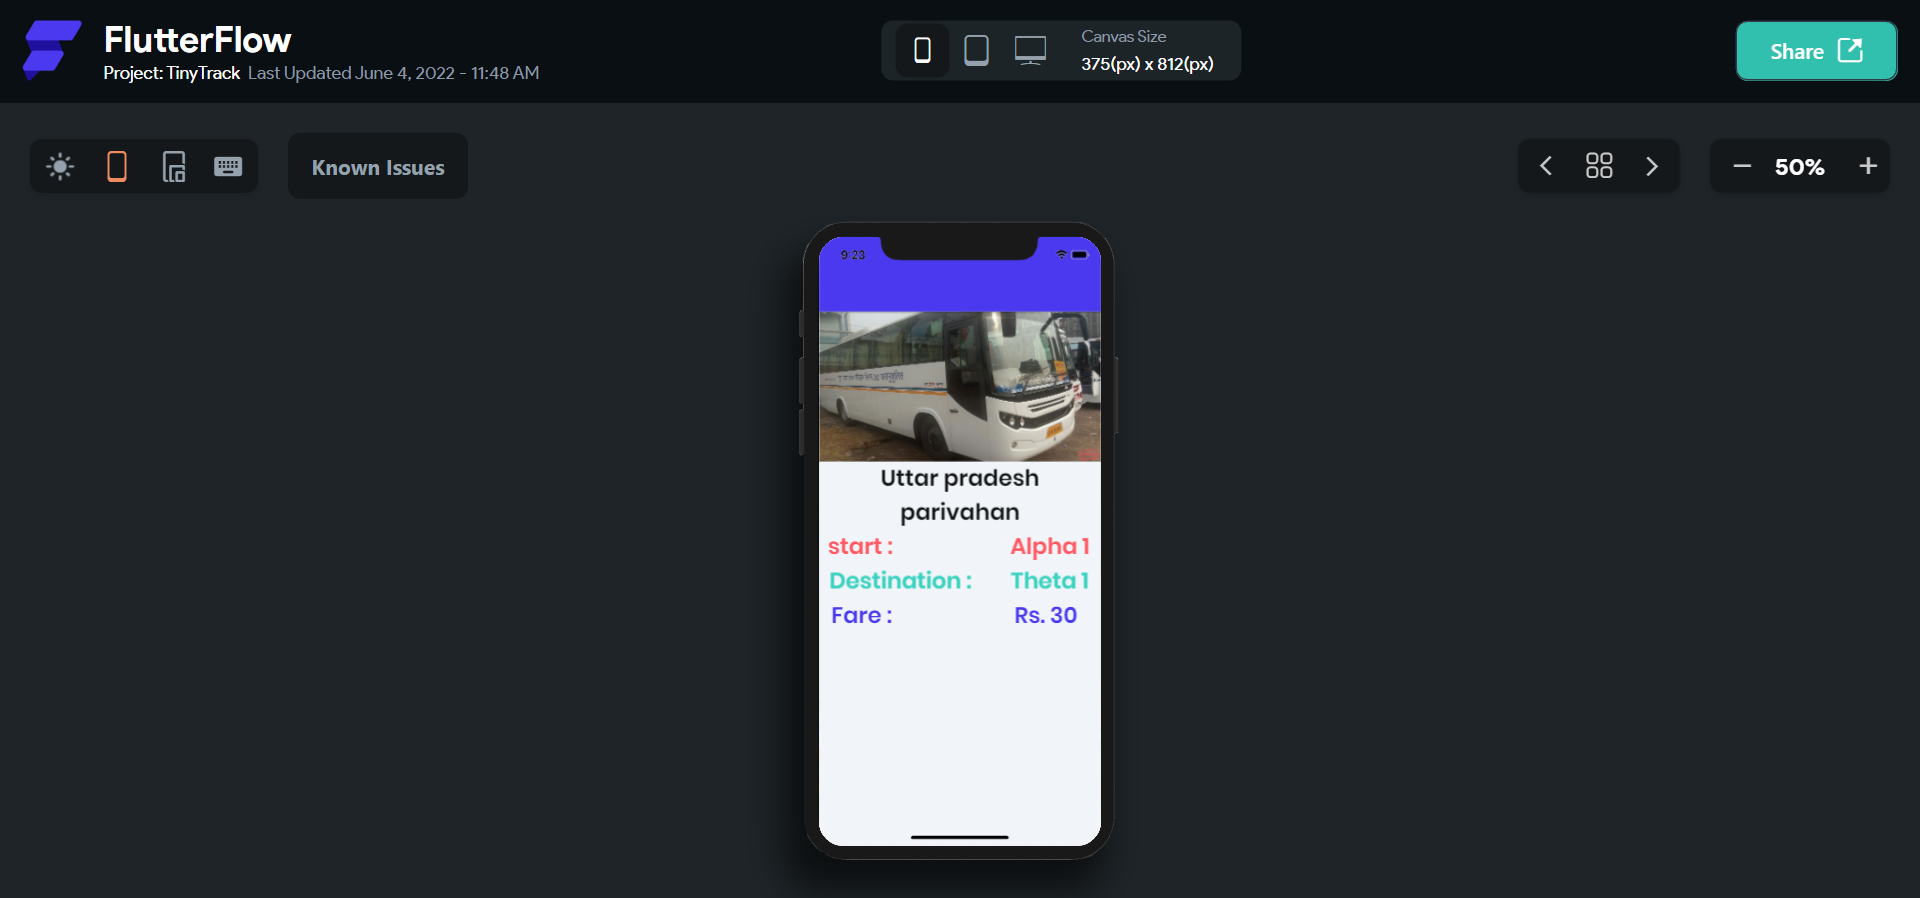 FlutterFlow
Project: TinyTrack Last Updated June 4, 2022 - 11:48 AM
Canvas Size
375(px) x 812(px)
Share
Known Issues
50%
9:23
Uttar pradesh
parivahan
start : Alpha 1
Destination : Theta 1
Fare : Rs. 30